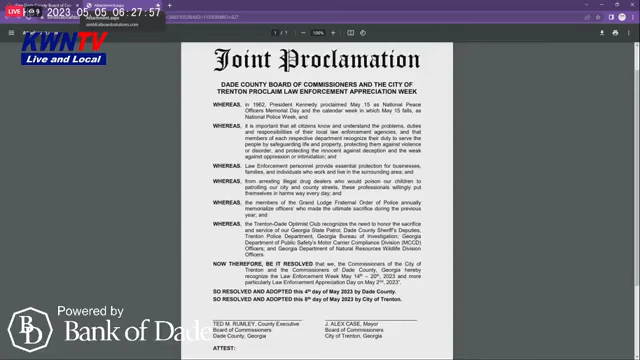 Dade County Board of Co
Attachment.aspx
LIVE
9
2023.05.05 06:27:57
Attachment.aspx
1 / 1
100%
KWN TV
Live and Local
Joint Proclamation
DADE COUNTY BOARD OF COMMISSIONERS AND THE CITY OF
TRENTON PROCLAIM LAW ENFORCEMENT APPRECIATION WEEK
WHEREAS, in 1962, President Kennedy proclaimed May 15 as National Peace
Officers Memorial Day and the calendar week in which May 15 falls, as
National Police Week, and
WHEREAS, it is important that all citizens know and understand the problems, duties
and responsibilities of their local law enforcement agencies, and that
members of each respective department recognize their duty to serve the
people by safeguarding life and property, protecting them against violence
or disorder, and protecting the innocent against deception and the weak
against oppression or intimidation; and
WHEREAS, Law Enforcement personnel provide essential protection for businesses,
families, and individuals who work and live in the surrounding area; and
WHEREAS, from arresting illegal drug dealers who would poison our children to
patrolling our city and county streets, these professionals willingly put
themselves in harms way every day; and
WHEREAS, the members of the Grand Lodge Fraternal Order of Police annually
memorialize officers' who made the ultimate sacrifice during the previous
year; and
WHEREAS, the Trenton-Dade Optimist Club recognizes the need to honor the sacrifice
and service of our Georgia State Patrol, Dade County Sheriff's Deputies,
Trenton Police Department, Georgia Bureau of Investigation; Georgia
Department of Public Safety's Motor Carrier Compliance Division (MCCD)
Officers; and Georgia Department of Natural Resources Wildlife Division
Officers.
NOW THEREFORE, BE IT RESOLVED that we, the Commissioners of the City of
Trenton and the Commissioners of Dade County, Georgia hereby
recognize the Law Enforcement Week May 14th – 20th, 2023 and more
particularly Law Enforcement Appreciation Day on May 2nd, 2023".
SO RESOLVED AND ADOPTED this 4th day of May 2023 by Dade County.
SO RESOLVED AND ADOPTED this 8th day of May 2023 by City of Trenton.
TED M. RUMLEY, County Executive
Board of Commissioners
Dade County, Georgia
J. ALEX CASE, Mayor
Board of Commissioners
City of Trenton, Georgia
ATTEST:
Powered by
BD Bank of Dade